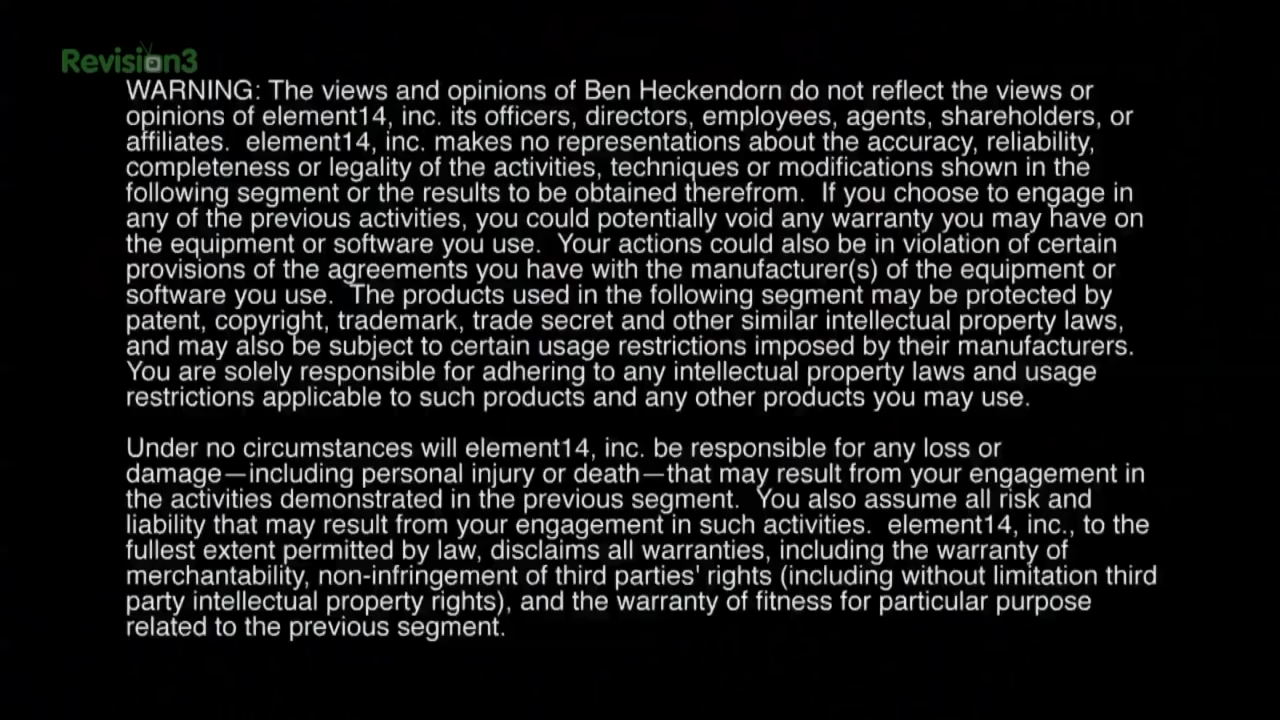 Revision3
WARNING: The views and opinions of Ben Heckendorn do not reflect the views or
opinions of element14, inc. its officers, directors, employees, agents, shareholders, or
affiliates.  element14, inc. makes no representations about the accuracy, reliability,
completeness or legality of the activities, techniques or modifications shown in the
following segment or the results to be obtained therefrom.  If you choose to engage in
any of the previous activities, you could potentially void any warranty you may have on
the equipment or software you use.  Your actions could also be in violation of certain
provisions of the agreements you have with the manufacturer(s) of the equipment or
software you use.  The products used in the following segment may be protected by
patent, copyright, trademark, trade secret and other similar intellectual property laws,
and may also be subject to certain usage restrictions imposed by their manufacturers.
You are solely responsible for adhering to any intellectual property laws and usage
restrictions applicable to such products and any other products you may use.
Under no circumstances will element14, inc. be responsible for any loss or
damage—including personal injury or death—that may result from your engagement in
the activities demonstrated in the previous segment.  You also assume all risk and
liability that may result from your engagement in such activities.  element14, inc., to the
fullest extent permitted by law, disclaims all warranties, including the warranty of
merchantability, non-infringement of third parties' rights (including without limitation third
party intellectual property rights), and the warranty of fitness for particular purpose
related to the previous segment.